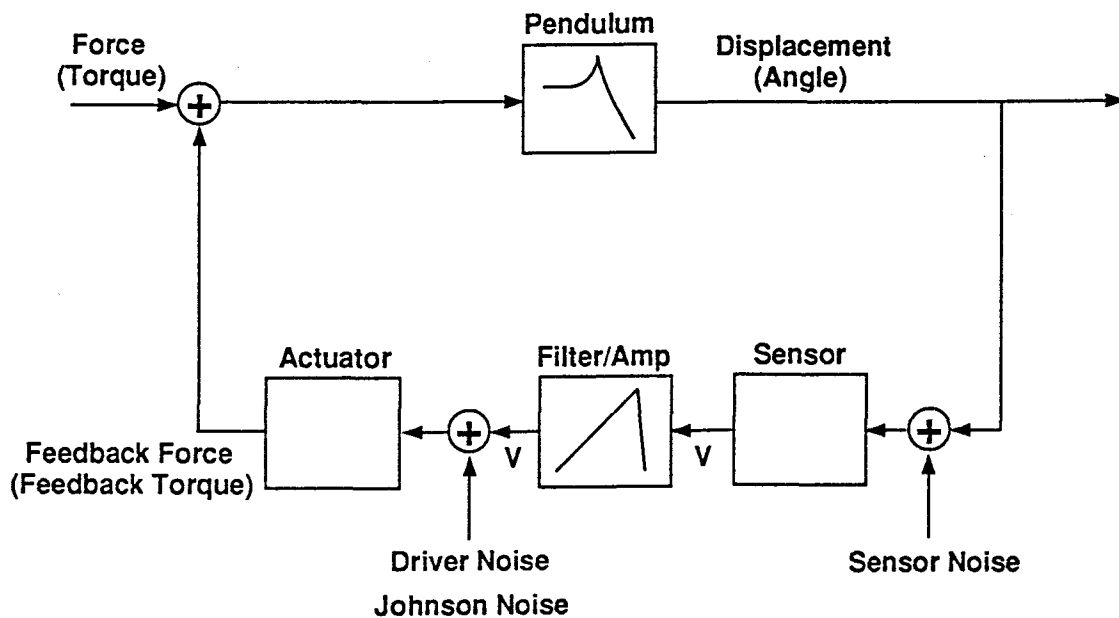 Pendulum
Force
(Torque)
Displacement
(Angle)
+
Actuator
Filter/Amp
Sensor
+
+
V
V
Feedback Force
(Feedback Torque)
Driver Noise
Johnson Noise
Sensor Noise